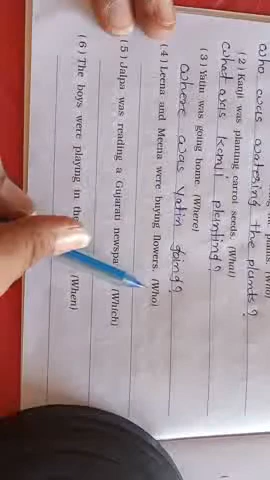 plants. (Who)
who was watering the plants?
(2) Kanji was planting carrot seeds. (What)
What was Kanji planting?
(3) Yatin was going home (Where)
where was Yatin going?
(4) Leena and Meena were buying flowers. (Who)
(5) Jalpa was reading a Gujarati newspa (Which)
(6) The boys were playing in the (When)